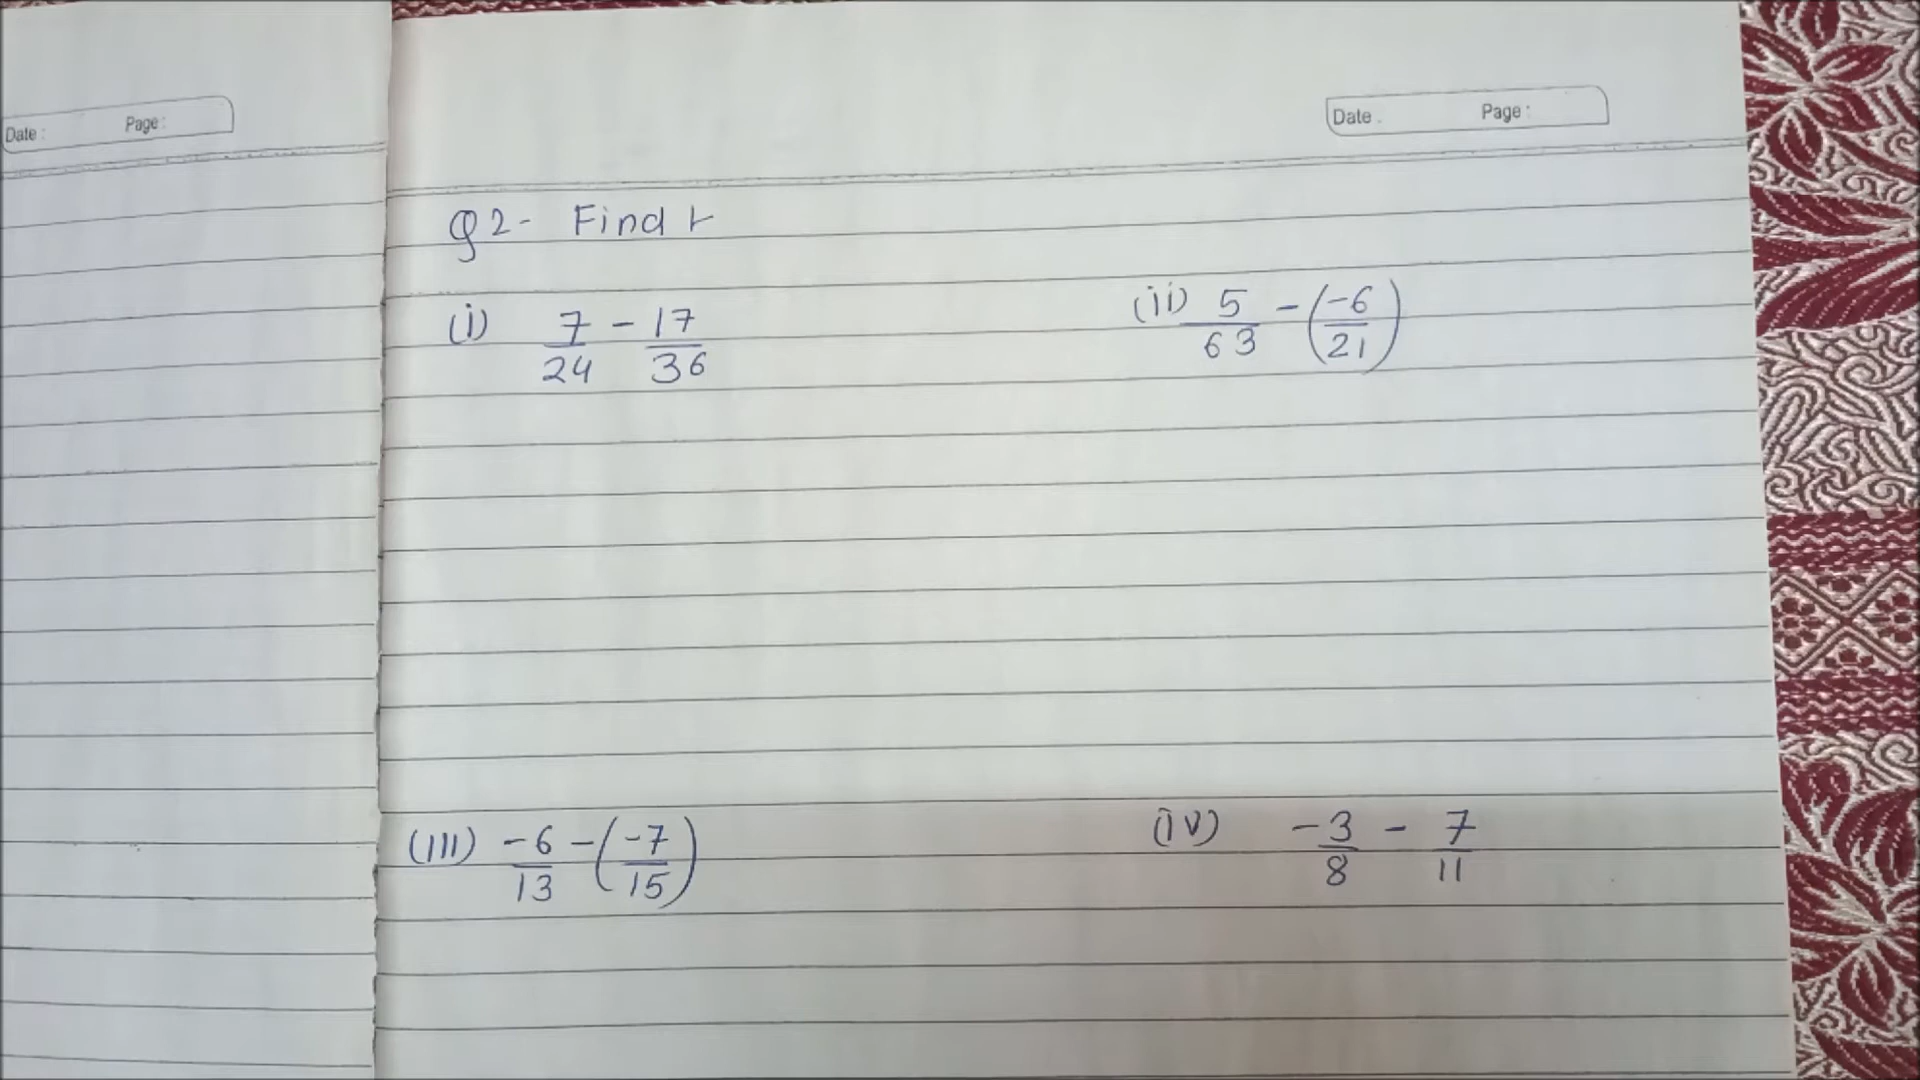 Date : Page :
Date . Page :
Q2- Find
(i) 7/24 - 17/36
(ii) 5/63 - (-6/21)
(iii) -6/13 - (-7/15)
(iv) -3/8 - 7/11